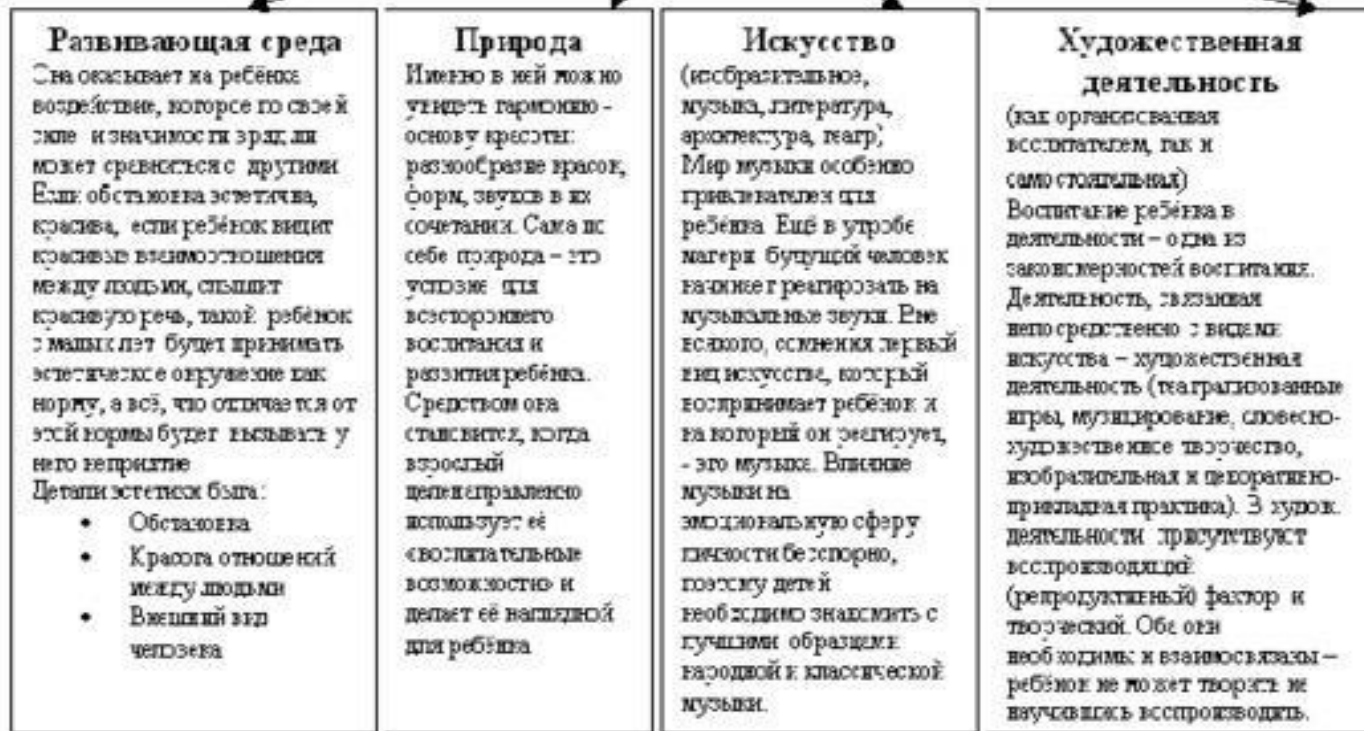 Развивающая среда
Она оказывает на ребёнка
воздействие, которое по своей
силе и значимости вряд ли
может сравниться с другими
Если обстановка эстетична,
красива, если ребёнок видит
красивые взаимоотношения
между людьми, слышит
красивую речь, такой ребёнок
с малых лет будет принимать
эстетическое окружение как
норму, а всё, что отличается от
этой нормы будет вызывать у
него неприятие
Детали эстетики быта:
• Обстановка
• Красота отношений
между людьми
• Внешний вид
человека
Природа
Именно в ней можно
увидеть гармонию -
основу красоты:
разнообразие красок,
форм, звуков в их
сочетании. Сама по
себе природа – это
условие для
всестороннего
воспитания и
развития ребёнка.
Средством она
становится, когда
взрослый
целенаправленно
использует её
«воспитательные
возможности» и
делает её наглядной
для ребёнка
Искусство
(изобразительное,
музыка, литература,
архитектура, театр)
Мир музыки особенно
привлекателен для
ребёнка. Ещё в утробе
матери будущий человек
начинает реагировать на
музыкальные звуки. Вне
всякого, сомнения первый
вид искусства, который
воспринимает ребёнок и
на который он реагирует,
- это музыка. Влияние
музыки на
эмоциональную сферу
личности бесспорно,
поэтому детей
необходимо знакомить с
лучшими образцами
народной и классической
музыки.
Художественная
деятельность
(как организованная
воспитателем, так и
самостоятельная)
Воспитание ребёнка в
деятельности – одна из
закономерностей воспитания.
Деятельность, связанная
непосредственно с видами
искусства – художественная
деятельность (театрализованные
игры, музицирование, словесно-
художественное творчество,
изобразительная и декоративно-
прикладная практика). В худож.
деятельности присутствуют
воспроизводящий
(репродуктивный) фактор и
творческий. Оба они
необходимы и взаимосвязаны –
ребёнок не может творить не
научившись воспроизводить.